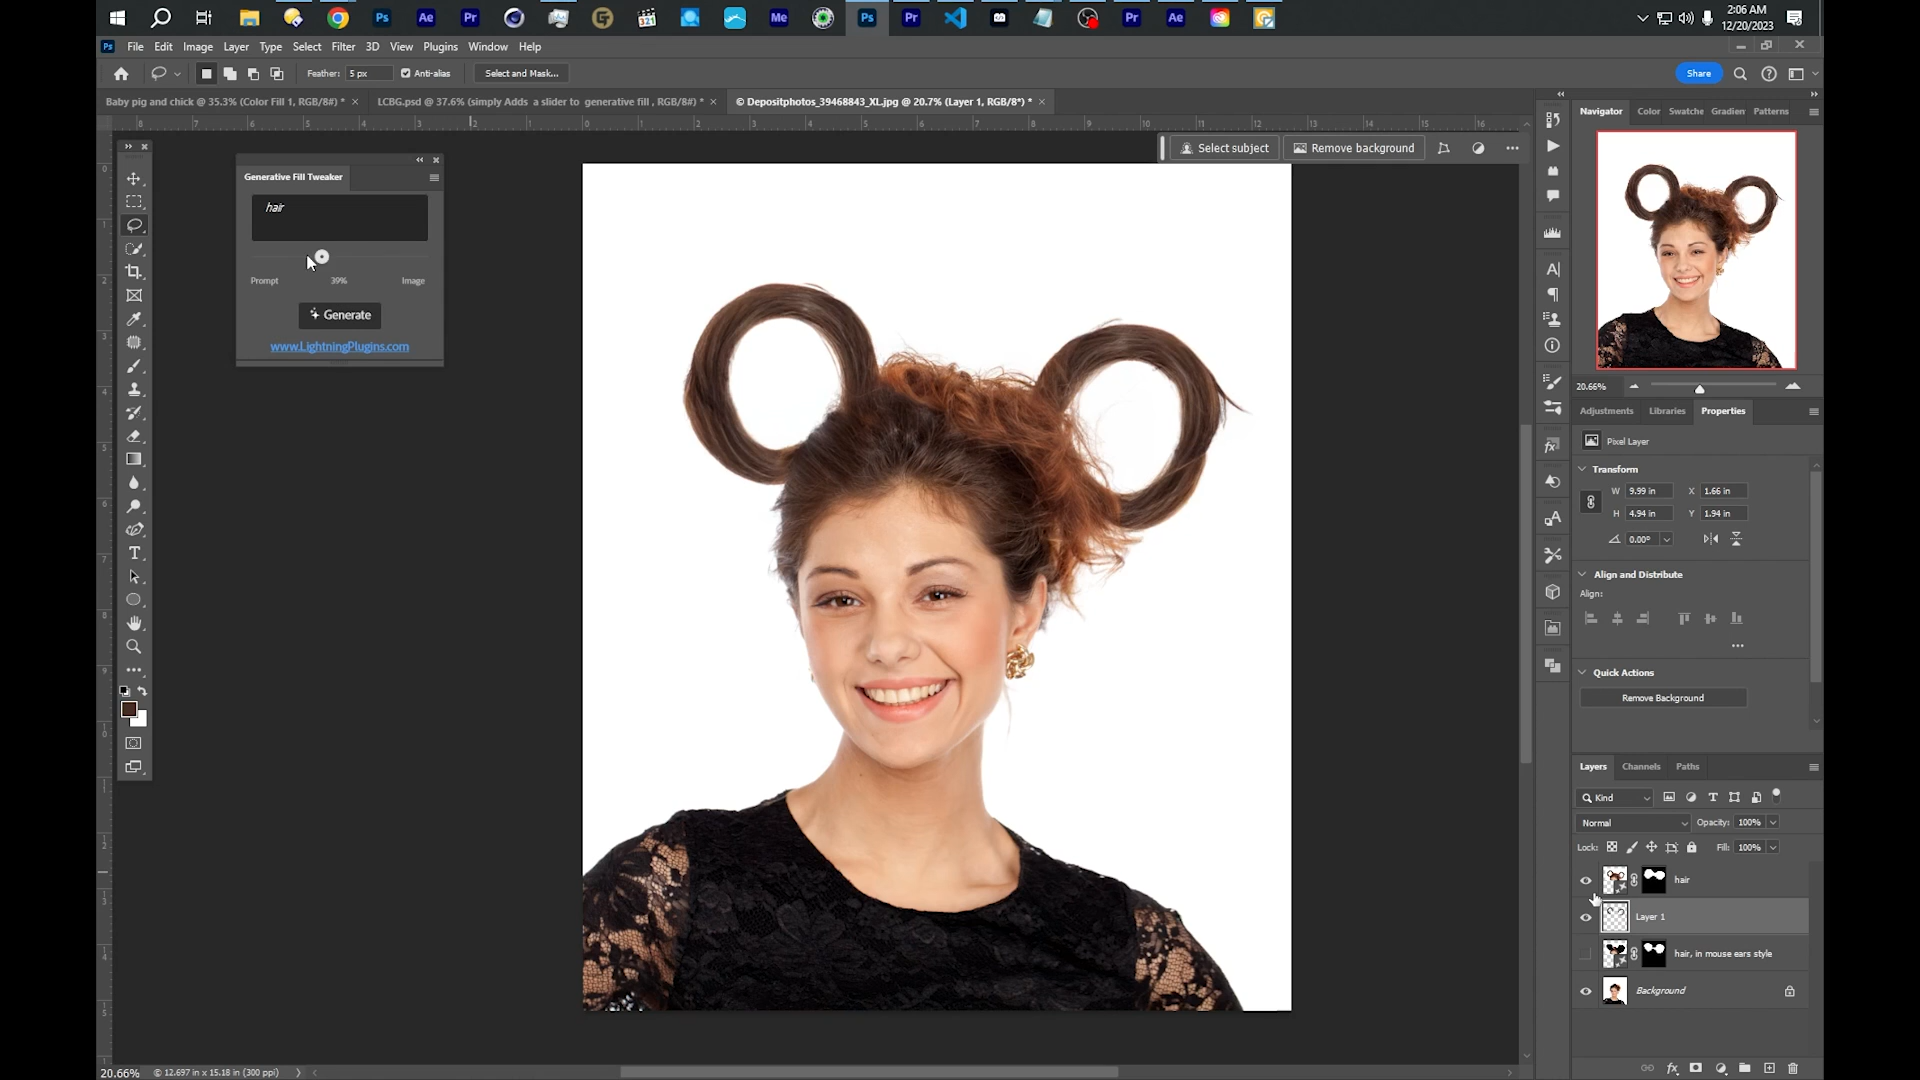 2:06 AM
12/20/2023
File Edit Image Layer Type Select Filter 3D View Plugins Window Help
Feather: 5 px Anti-alias Select and Mask... Share
Baby pig and chick @ 35.3% (Color Fill 1, RGB/8#) * LCBG.psd @ 37.6% (simply Adds a slider to generative fill , RGB/8#) * © Depositphotos_39468843_XL.jpg @ 20.7% (Layer 1, RGB/8*) *
Navigator Color Swatche Gradien Patterns
Select subject Remove background
Generative Fill Tweaker
hair
Prompt 39% Image
Generate
www.LightningPlugins.com
20.66%
Adjustments Libraries Properties
Pixel Layer
Transform
W 9.99 in X 1.66 in
H 4.94 in Y 1.94 in
0.00°
Align and Distribute
Align:
Quick Actions
Remove Background
Layers Channels Paths
Kind
Normal Opacity: 100%
Lock: Fill: 100%
hair
Layer 1
hair, in mouse ears style
Background
20.66% © 12.697 in x 15.18 in (300 ppi)